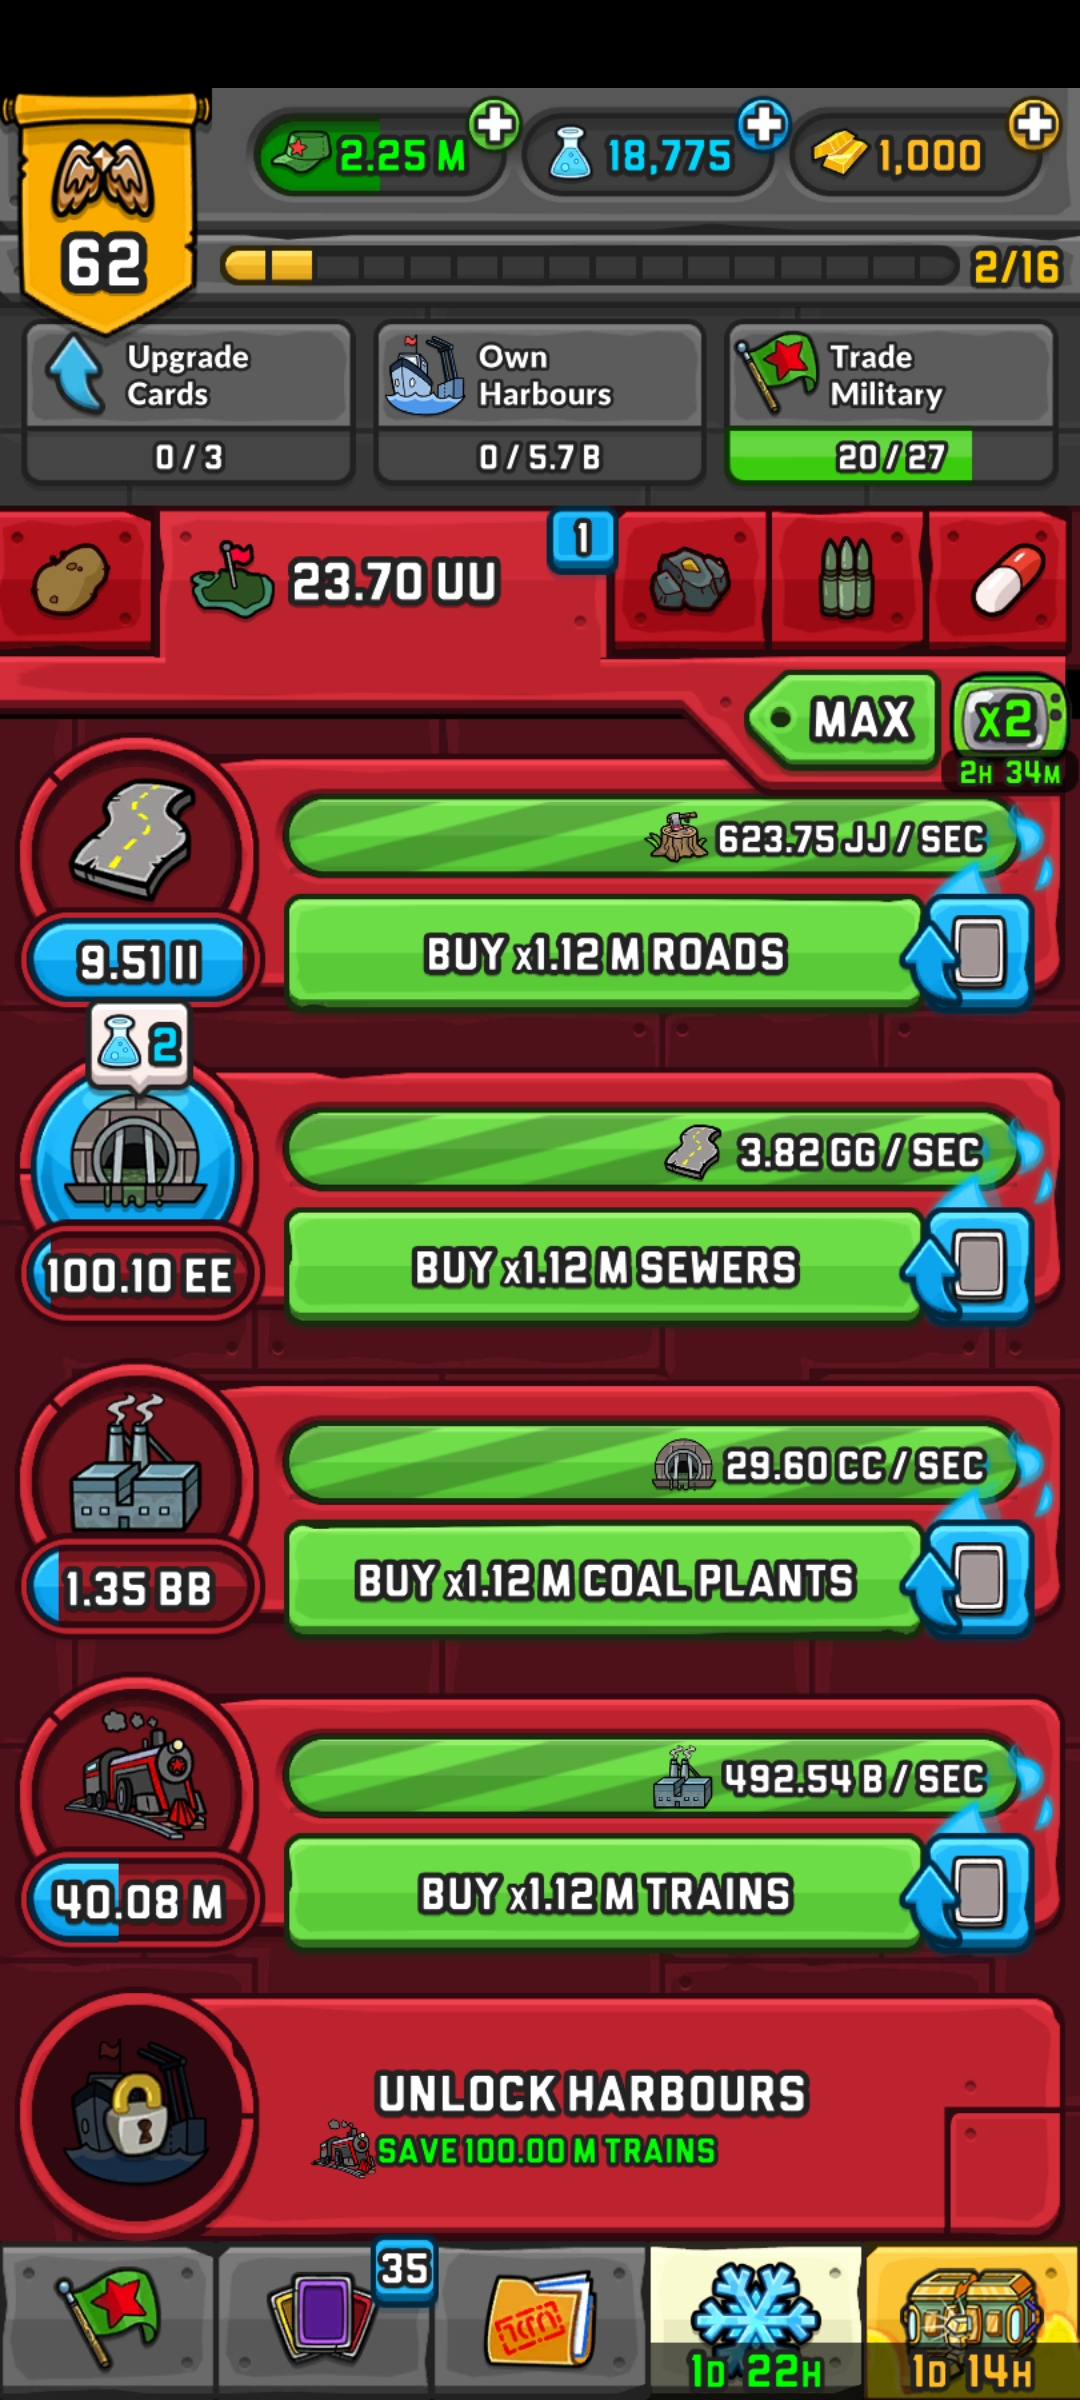 2.25 M
18,775
1,000
62
2/16
Upgrade
Cards
0 / 3
Own
Harbours
0 / 5.7 B
Trade
Military
20 / 27
23.70 UU
1
MAX
x2
2H 34M
623.75 JJ / SEC
9.51 II
BUY x1.12 M ROADS
2
3.82 GG / SEC
100.10 EE
BUY x1.12 M SEWERS
29.60 CC / SEC
1.35 BB
BUY x1.12 M COAL PLANTS
492.54 B / SEC
40.08 M
BUY x1.12 M TRAINS
UNLOCK HARBOURS
SAVE 100.00 M TRAINS
35
1D 22H
1D 14H